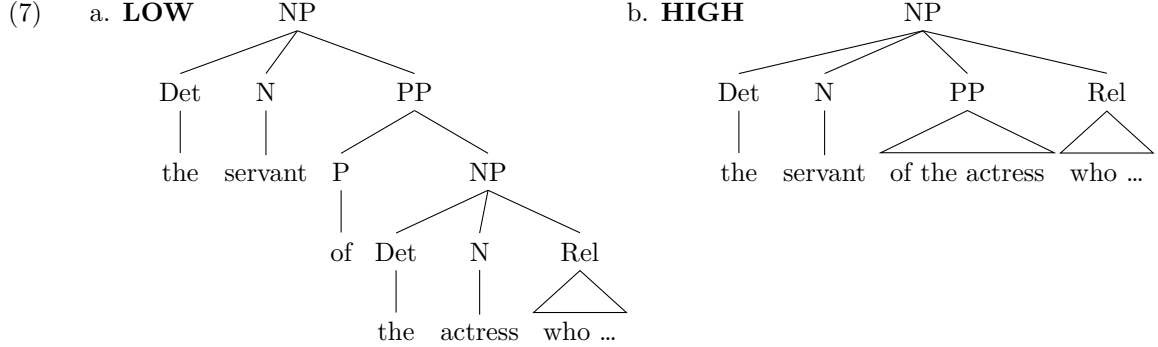 (7) a. LOW NP b. HIGH NP
Det N PP Det N PP Rel
the servant P NP the servant of the actress who …
of Det N Rel
the actress who …